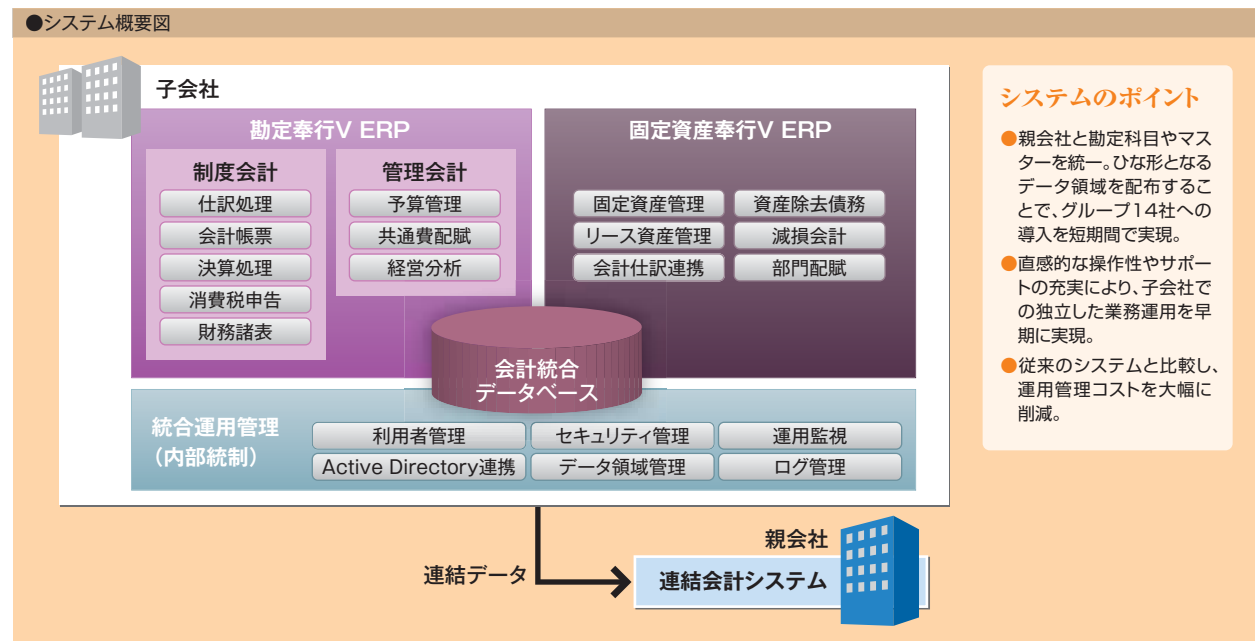 ●システム概要図
子会社
勘定奉行V ERP
制度会計
仕訳処理
会計帳票
決算処理
消費税申告
財務諸表
管理会計
予算管理
共通費配賦
経営分析
固定資産奉行V ERP
固定資産管理
資産除去債務
リース資産管理
減損会計
会計仕訳連携
部門配賦
会計統合
データベース
統合運用管理
（内部統制）
利用者管理
セキュリティ管理
運用監視
Active Directory連携
データ領域管理
ログ管理
連結データ
親会社
連結会計システム
システムのポイント
●親会社と勘定科目やマス
ターを統一。ひな形となる
データ領域を配布するこ
とで、グループ14社への
導入を短期間で実現。
●直感的な操作性やサポー
トの充実により、子会社で
の独立した業務運用を早
期に実現。
●従来のシステムと比較し、
運用管理コストを大幅に
削減。